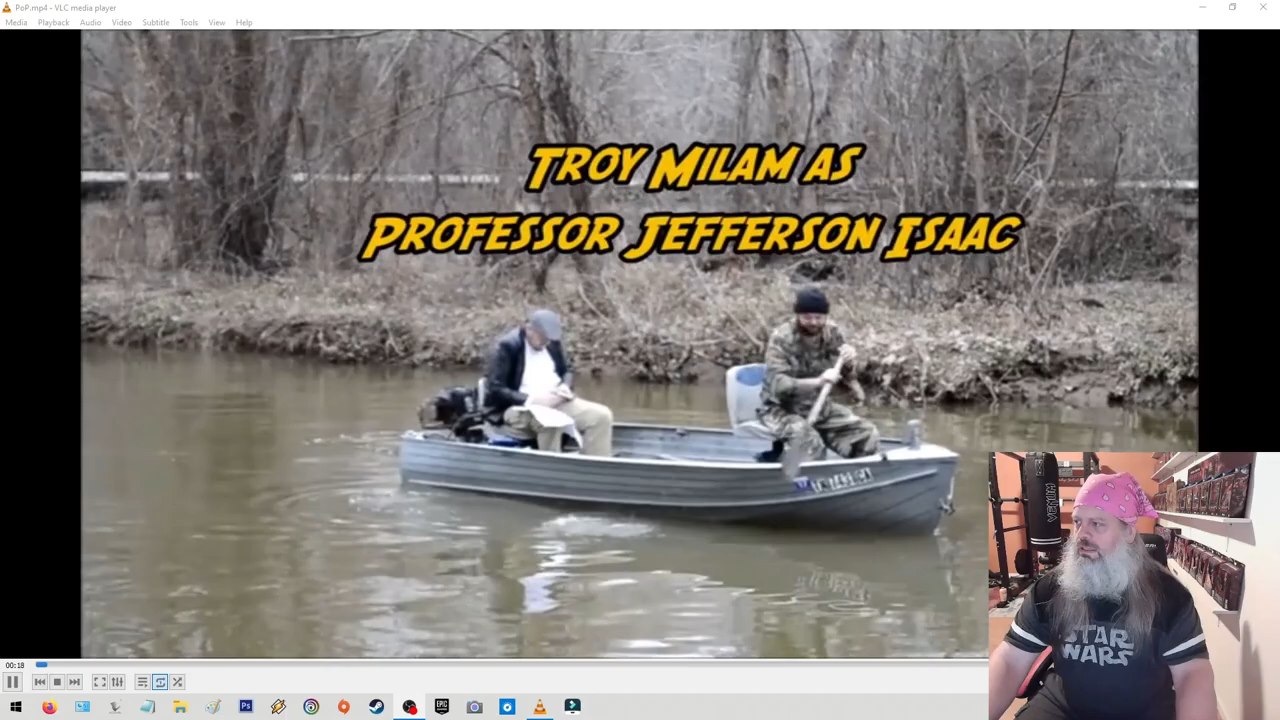 PoP.mp4 - VLC media player
Media Playback Audio Video Subtitle Tools View Help
Troy Milam as
Professor Jefferson Isaac
STAR
WARS
00:18